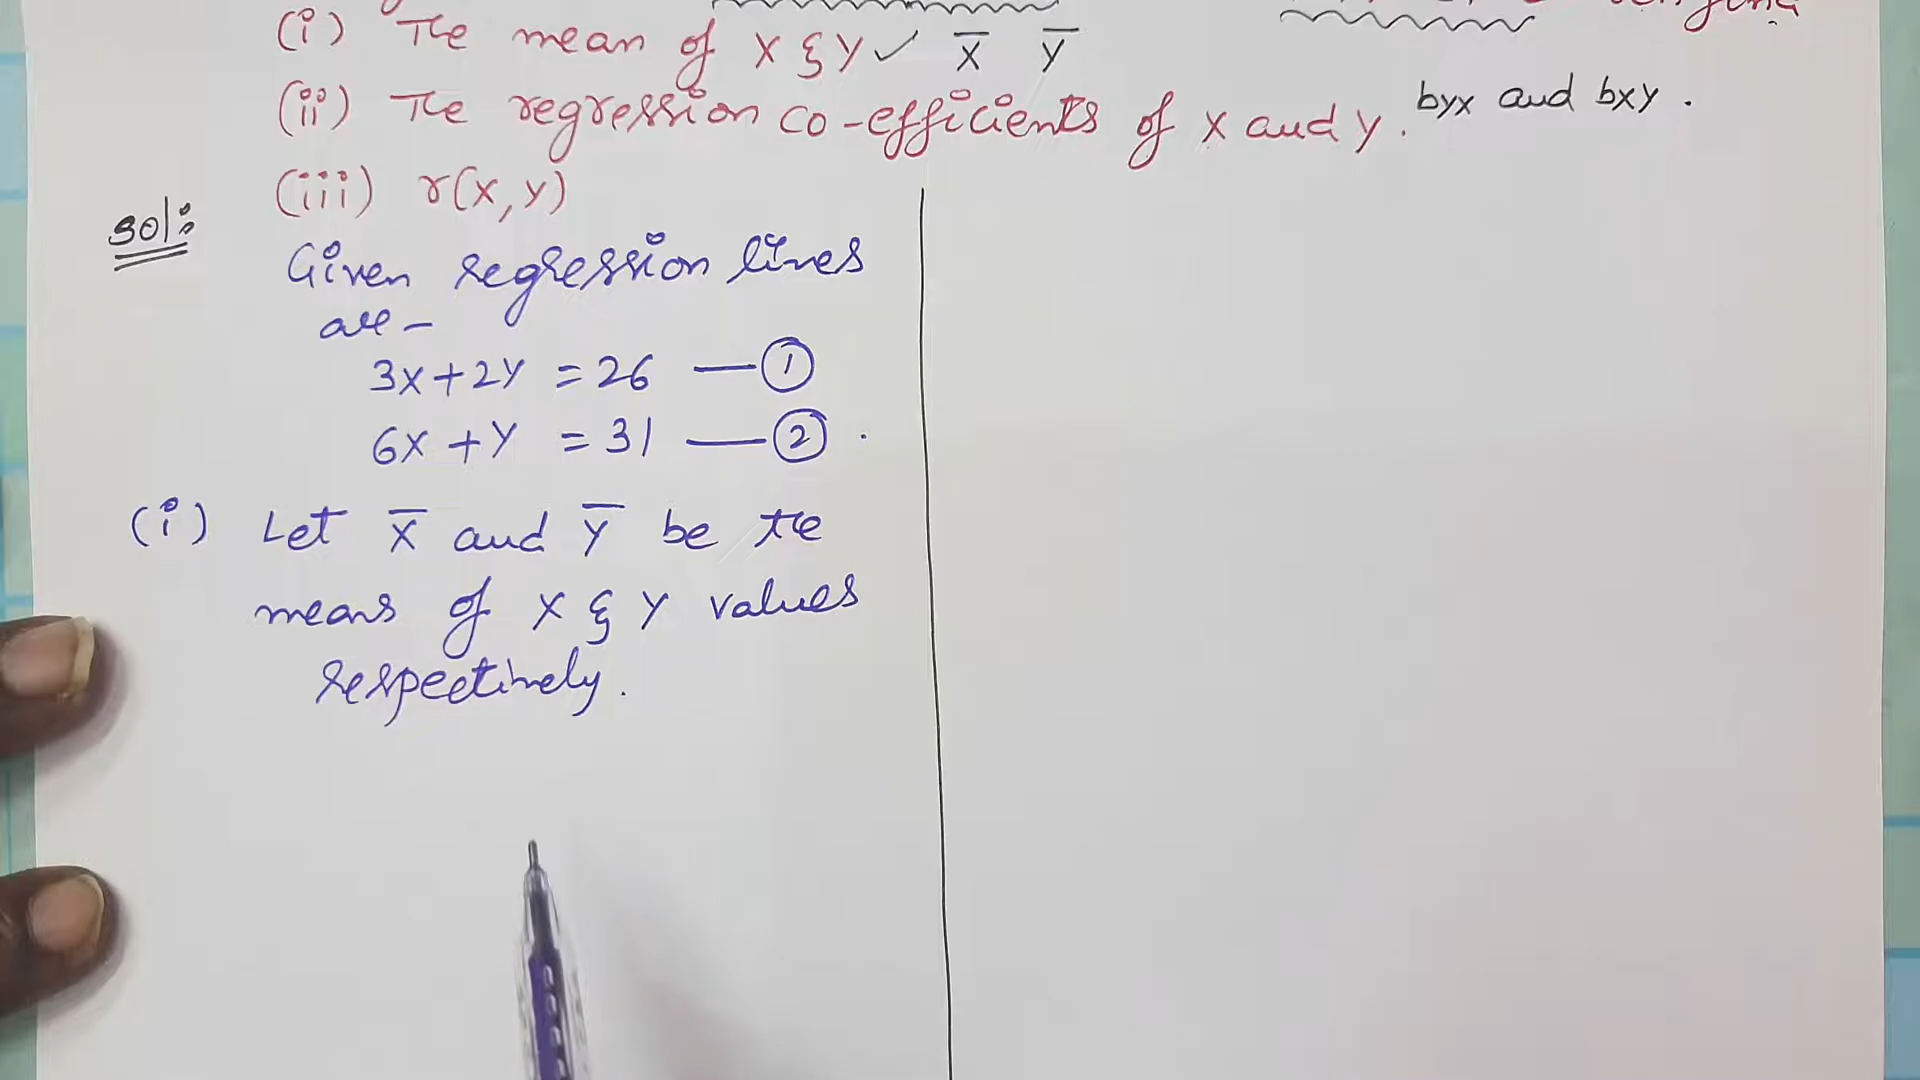 (i) The mean of X & Y ✓ X̅ Y̅
(ii) The regression co-efficients of X and Y. byx and bxy.
(iii) r(X, Y)
Sol:
Given regression lines
are -
3X+2Y = 26 — ①
6X + Y = 31 — ② .
(i) Let X̅ and Y̅ be the
means of X & Y values
respectively.